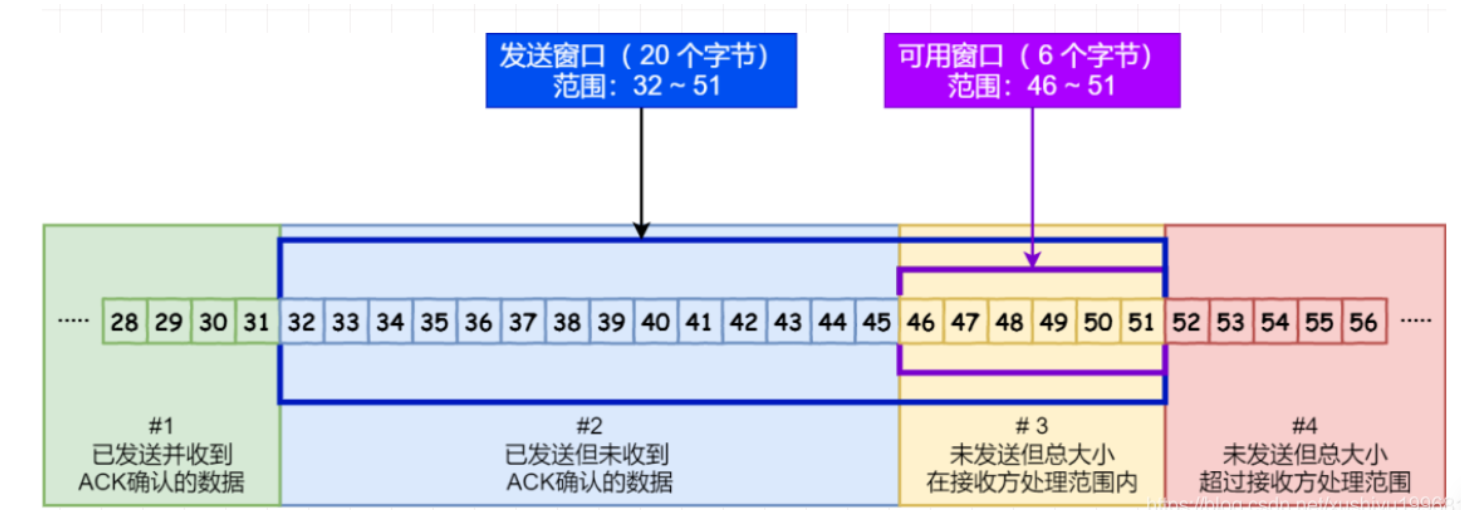 发送窗口（20 个字节）
范围：32 ~ 51
可用窗口（6 个字节）
范围：46 ~ 51
..... 28 29 30 31 32 33 34 35 36 37 38 39 40 41 42 43 44 45 46 47 48 49 50 51 52 53 54 55 56 .....
#1
已发送并收到
ACK确认的数据
#2
已发送但未收到
ACK确认的数据
# 3
未发送但总大小
在接收方处理范围内
#4
未发送但总大小
超过接收方处理范围